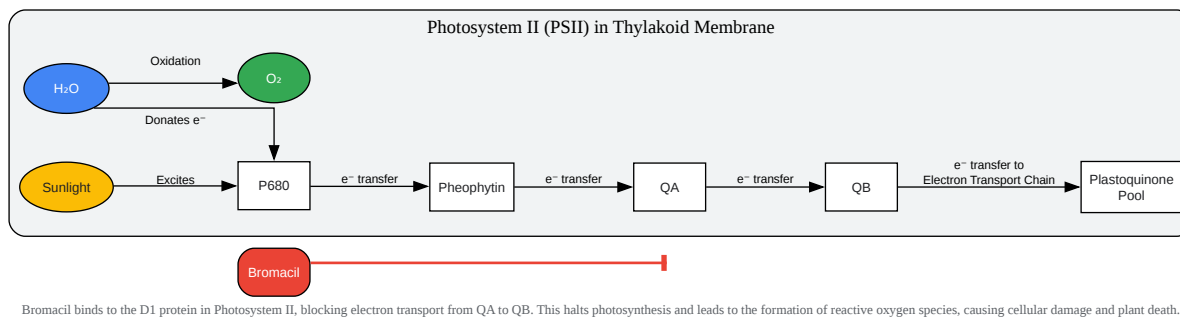 Photosystem II (PSII) in Thylakoid Membrane
Oxidation
H₂O
O₂
Donates e⁻
Sunlight
Excites
P680
e⁻ transfer
Pheophytin
e⁻ transfer
QA
e⁻ transfer
QB
e⁻ transfer to
Electron Transport Chain
Plastoquinone
Pool
Bromacil
Bromacil binds to the D1 protein in Photosystem II, blocking electron transport from QA to QB. This halts photosynthesis and leads to the formation of reactive oxygen species, causing cellular damage and plant death.